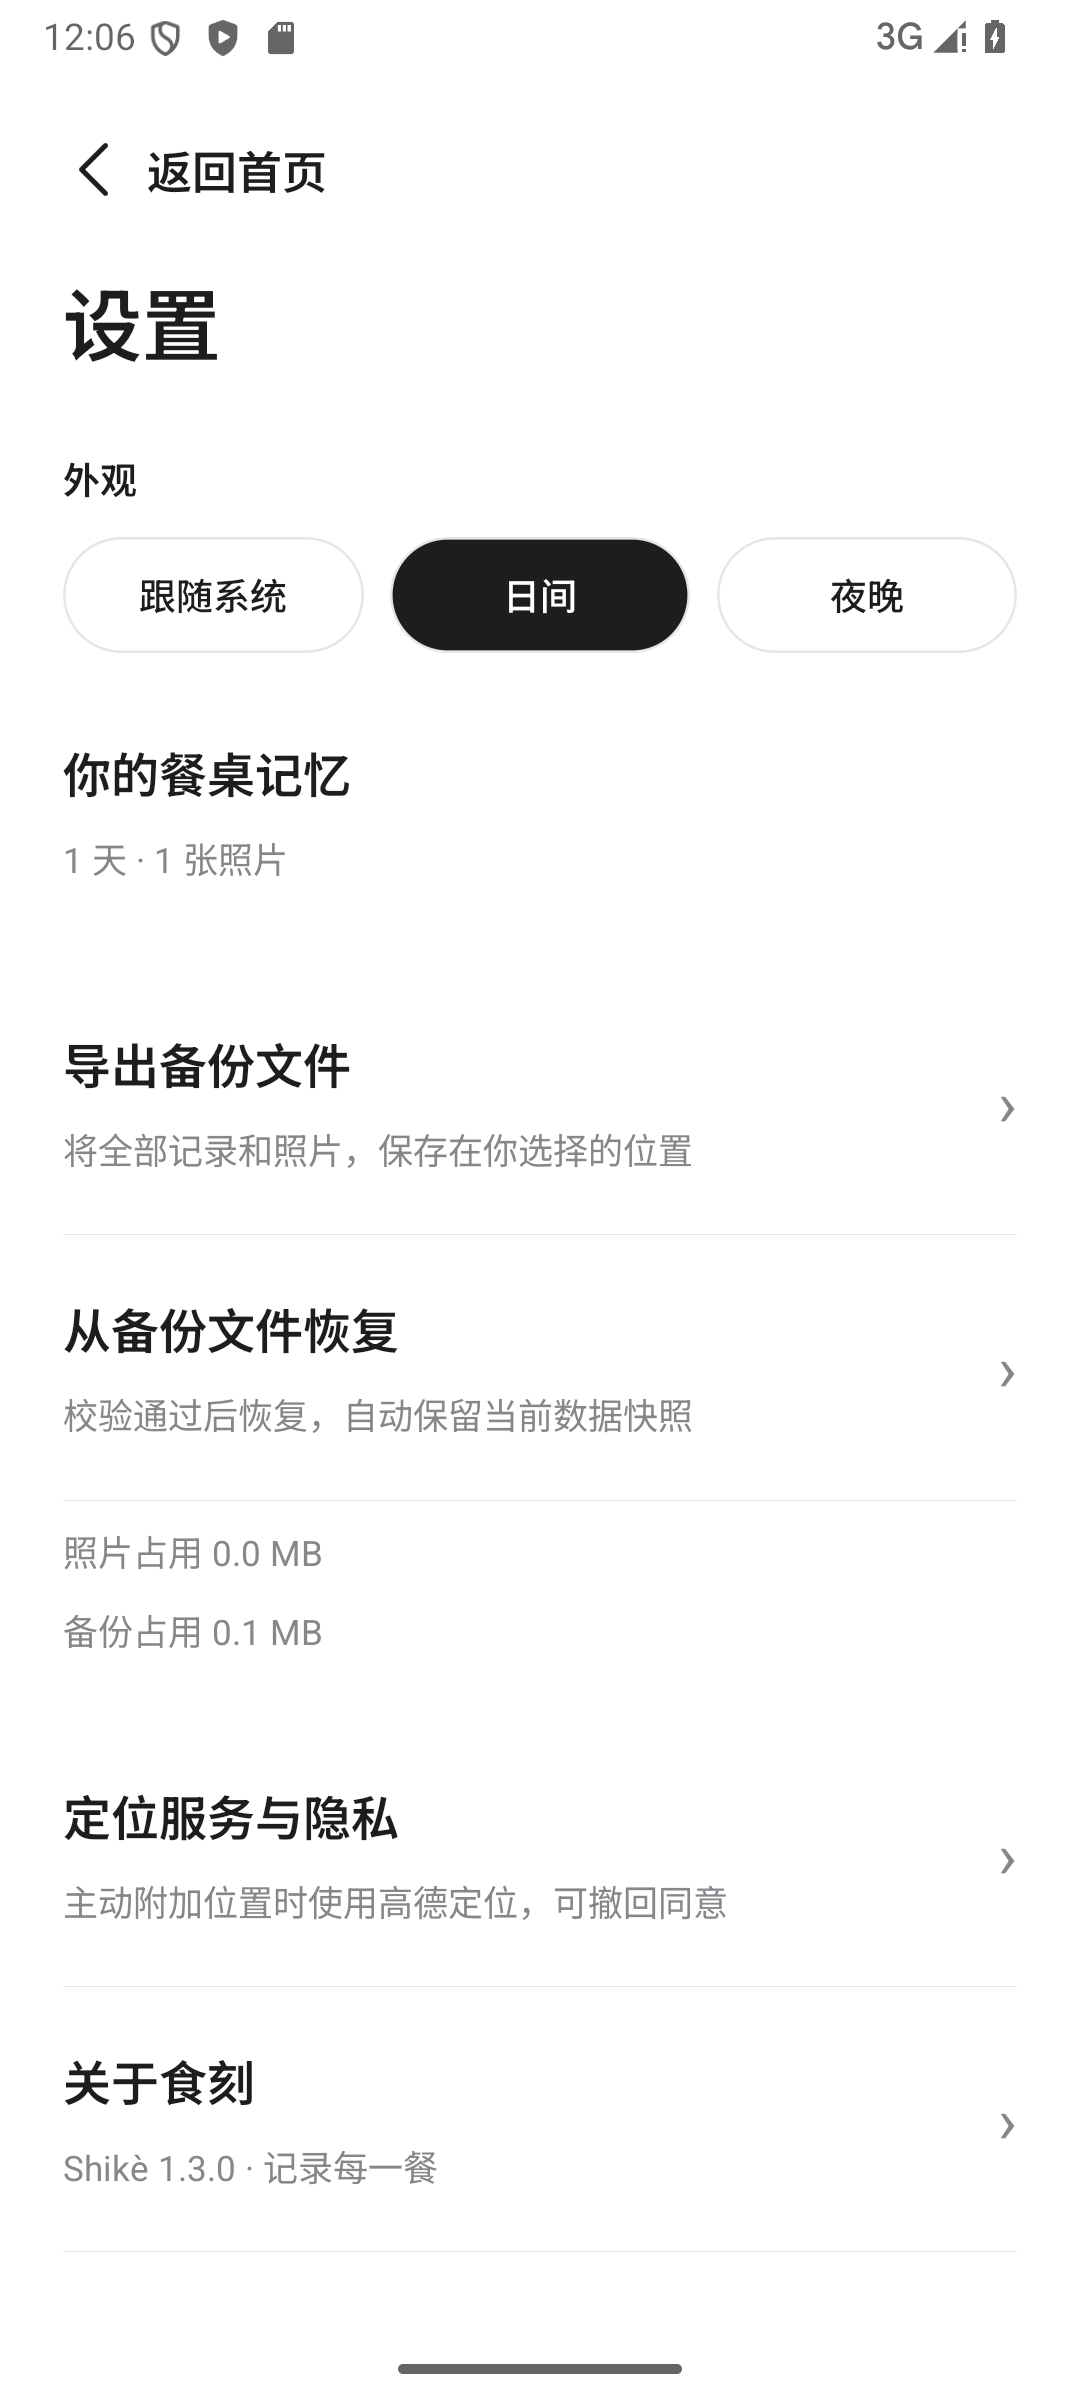 12:06
3G
返回首页
设置
外观
跟随系统
日间
夜晚
你的餐桌记忆
1 天 · 1 张照片
导出备份文件
将全部记录和照片，保存在你选择的位置
从备份文件恢复
校验通过后恢复，自动保留当前数据快照
照片占用 0.0 MB
备份占用 0.1 MB
定位服务与隐私
主动附加位置时使用高德定位，可撤回同意
关于食刻
Shikè 1.3.0 · 记录每一餐